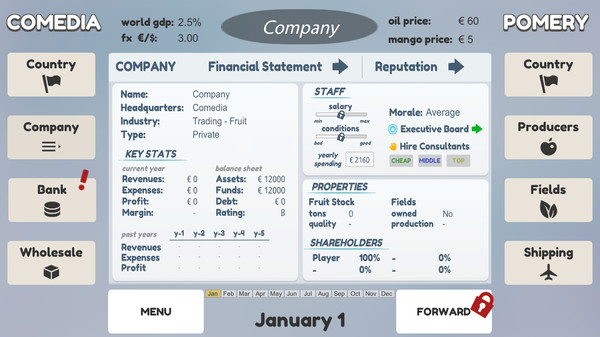 COMEDIA
world gdp: 2.5%
fx €/$: 3.00
Company
oil price: € 60
mango price: € 5
POMERY
Country
Company
Bank
Wholesale
COMPANY Financial Statement Reputation
Name: Company
Headquarters: Comedia
Industry: Trading - Fruit
Type: Private
KEY STATS
current year balance sheet
Revenues: € 0 Assets: € 12000
Expenses: € 0 Funds: € 12000
Profit: € 0 Debt: € 0
Margin: - Rating: B
past years y-1 y-2 y-3 y-4 y-5
Revenues - - - - -
Expenses - - - - -
Profit - - - - -
STAFF
salary
min max
conditions
bad good
yearly spending € 2160
Morale: Average
Executive Board
Hire Consultants
CHEAP MIDDLE TOP
PROPERTIES
Fruit Stock Fields
tons 0 owned No
quality - production -
SHAREHOLDERS
Player 100% - 0%
- 0% - 0%
Country
Producers
Fields
Shipping
MENU
Jan Feb Mar Apr May Jun Jul Aug Sep Oct Nov Dec
January 1
FORWARD